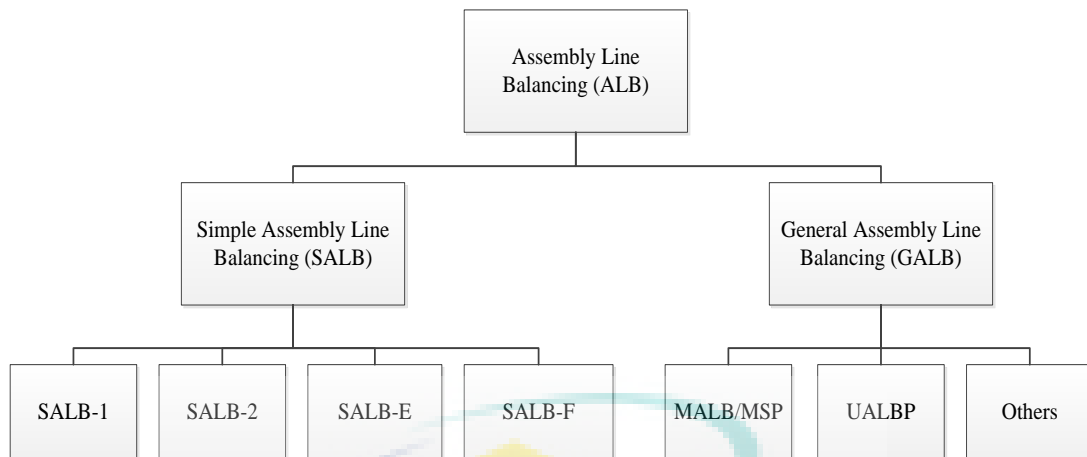 Assembly Line
Balancing (ALB)
Simple Assembly Line
Balancing (SALB)
General Assembly Line
Balancing (GALB)
SALB-1
SALB-2
SALB-E
SALB-F
MALB/MSP
UALBP
Others